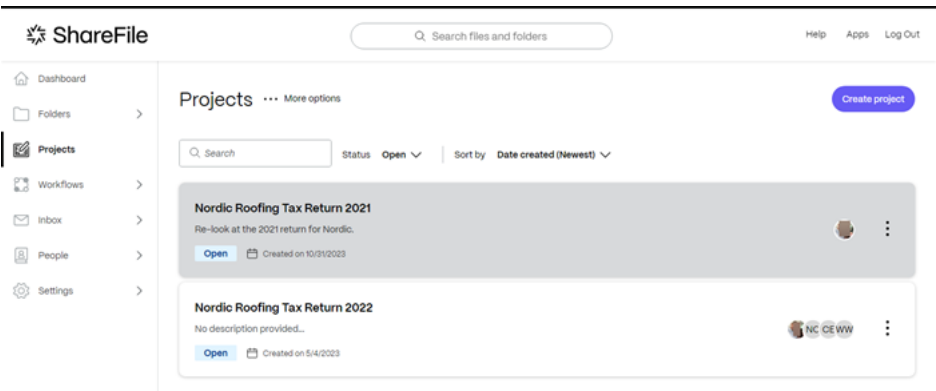 ShareFile
Search files and folders
Help Apps Log Out
Dashboard
Folders
Projects
Workflows
Inbox
People
Settings
Projects ··· More options
Create project
Search
Status Open
Sort by Date created (Newest)
Nordic Roofing Tax Return 2021
Re-look at the 2021 return for Nordic.
Open Created on 10/31/2023
Nordic Roofing Tax Return 2022
No description provided...
NC CE WW
Open Created on 5/4/2023